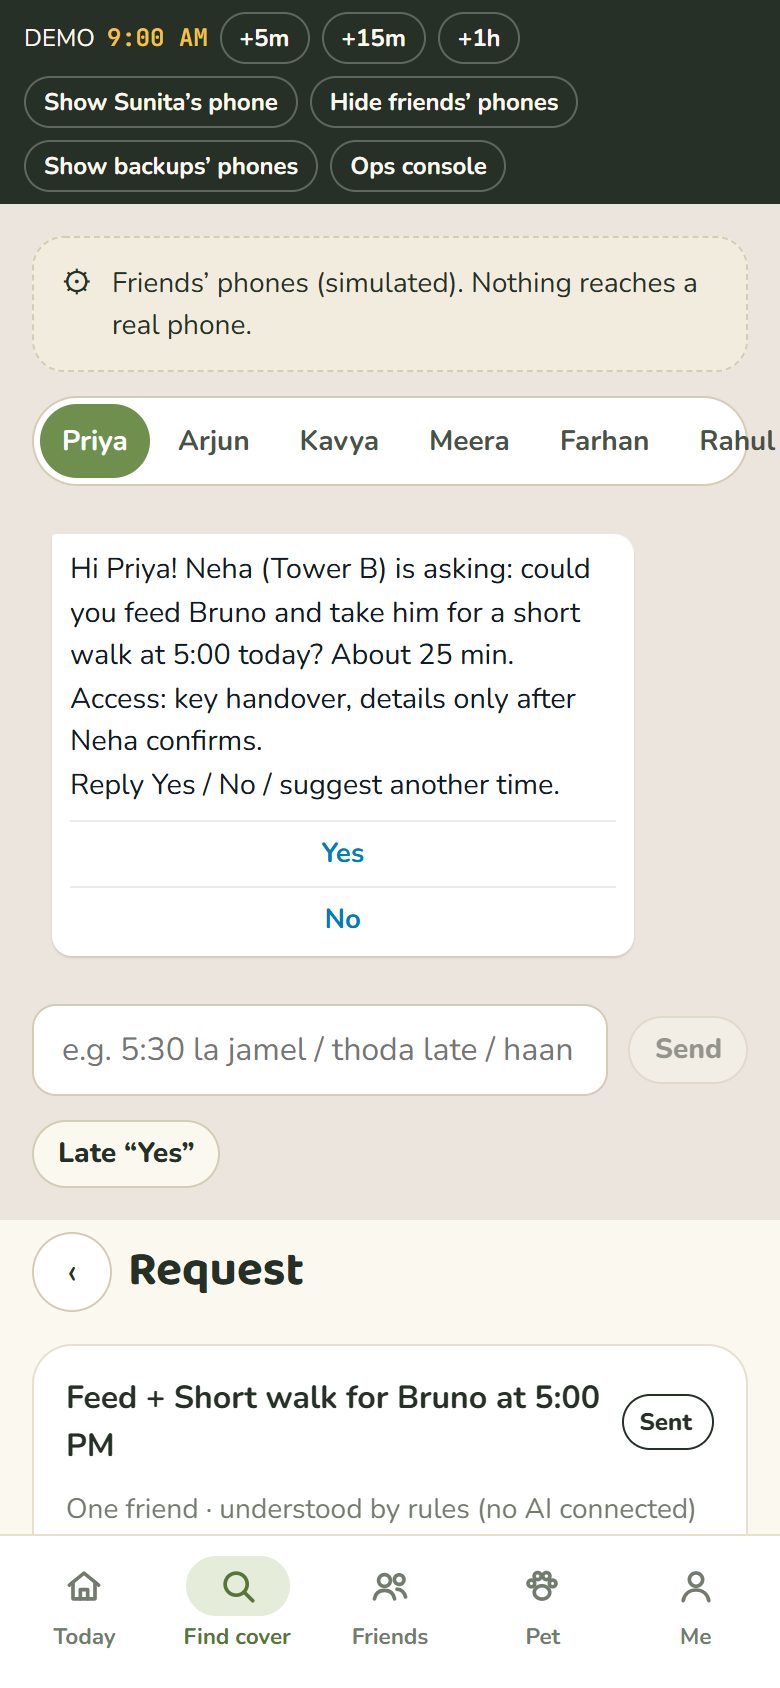 DEMO 9:00 AM +5m +15m +1h
Show Sunita’s phone Hide friends’ phones
Show backups’ phones Ops console
Friends’ phones (simulated). Nothing reaches a
real phone.
Priya Arjun Kavya Meera Farhan Rahul
Hi Priya! Neha (Tower B) is asking: could
you feed Bruno and take him for a short
walk at 5:00 today? About 25 min.
Access: key handover, details only after
Neha confirms.
Reply Yes / No / suggest another time.
Yes
No
e.g. 5:30 la jamel / thoda late / haan Send
Late “Yes”
‹ Request
Feed + Short walk for Bruno at 5:00
PM
Sent
One friend · understood by rules (no AI connected)
Today Find cover Friends Pet Me